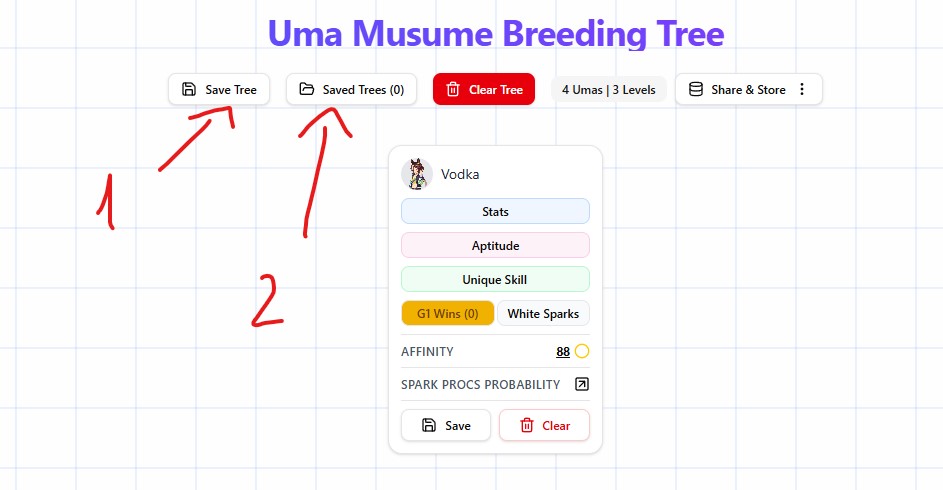 Uma Musume Breeding Tree
Save Tree
Saved Trees (0)
Clear Tree
4 Umas | 3 Levels
Share & Store
1
2
Vodka
Stats
Aptitude
Unique Skill
G1 Wins (0)
White Sparks
AFFINITY
88
SPARK PROCS PROBABILITY
Save
Clear